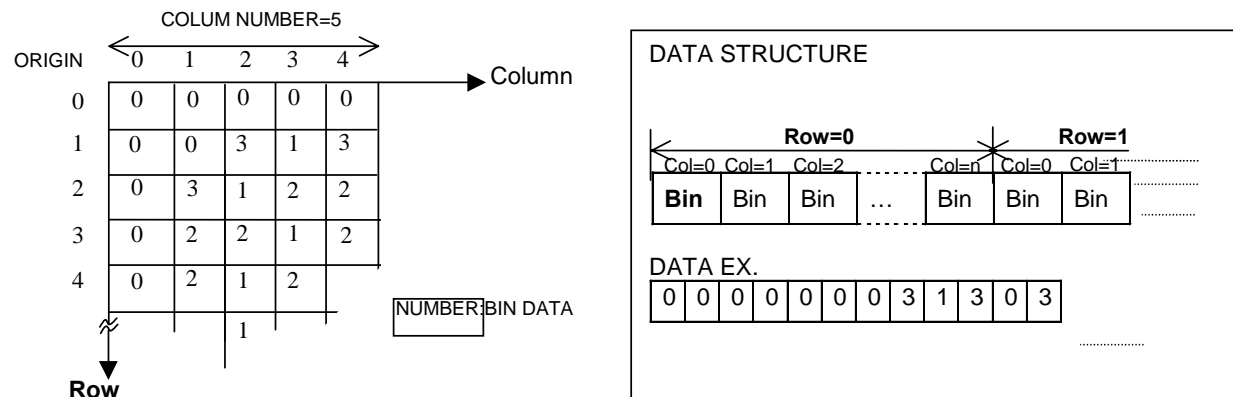 COLUM NUMBER=5
ORIGIN 0 1 2 3 4 Column
0 0 0 0 0 0
1 0 0 3 1 3
2 0 3 1 2 2
3 0 2 2 1 2
4 0 2 1 2
1
NUMBER:BIN DATA
Row
DATA STRUCTURE
Row=0 Row=1
Col=0 Col=1 Col=2 Col=n Col=0 Col=1
Bin Bin Bin ... Bin Bin Bin
DATA EX.
0 0 0 0 0 0 0 3 1 3 0 3